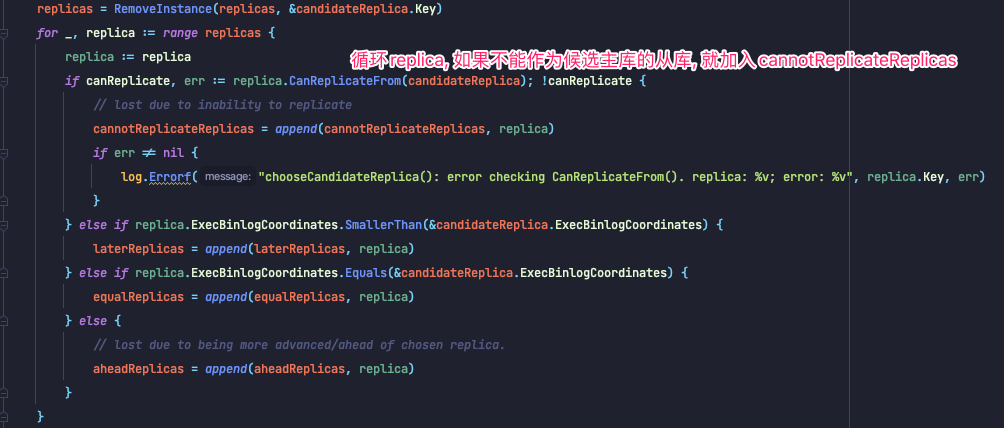 replicas = RemoveInstance(replicas, &candidateReplica.Key)
for _, replica := range replicas {
replica := replica
循环 replica, 如果不能作为候选主库的从库, 就加入 cannotReplicateReplicas
if canReplicate, err := replica.CanReplicateFrom(candidateReplica); !canReplicate {
// lost due to inability to replicate
cannotReplicateReplicas = append(cannotReplicateReplicas, replica)
if err ≠ nil {
log.Errorf( message: "chooseCandidateReplica(): error checking CanReplicateFrom(). replica: %v; error: %v", replica.Key, err)
}
} else if replica.ExecBinlogCoordinates.SmallerThan(&candidateReplica.ExecBinlogCoordinates) {
laterReplicas = append(laterReplicas, replica)
} else if replica.ExecBinlogCoordinates.Equals(&candidateReplica.ExecBinlogCoordinates) {
equalReplicas = append(equalReplicas, replica)
} else {
// lost due to being more advanced/ahead of chosen replica.
aheadReplicas = append(aheadReplicas, replica)
}
}